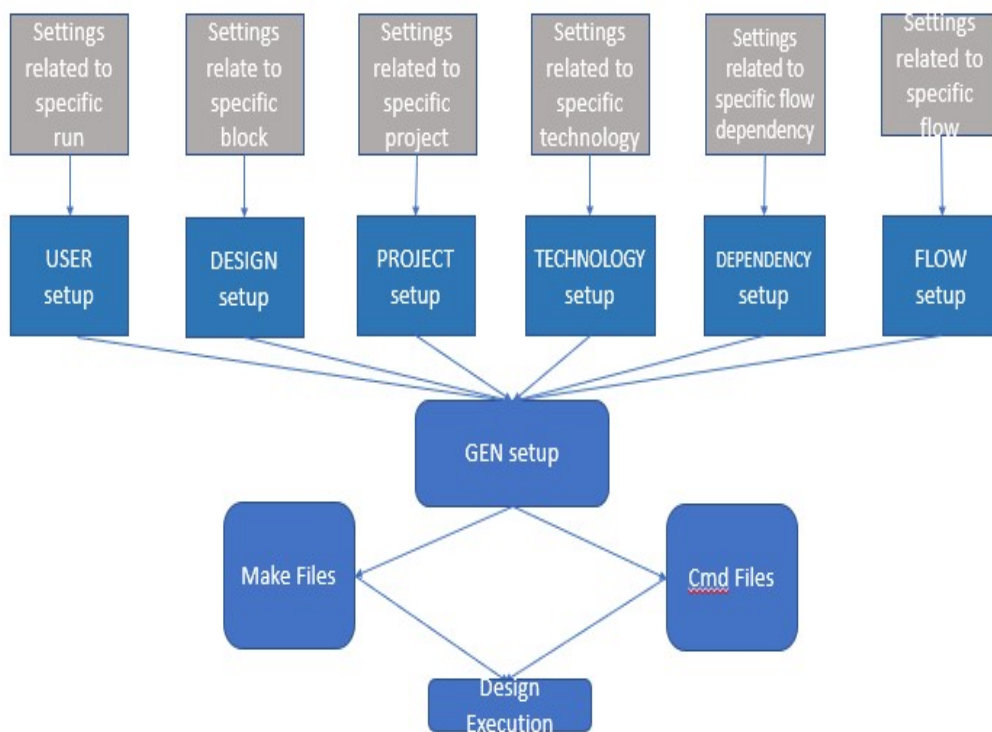 Settings
related to
specific
run
Settings
relate to
specific
block
Settings
related to
specific
project
Settings
related to
specific
technology
Settings
related to
specific flow
dependency
Settings
related to
specific
flow
USER
setup
DESIGN
setup
PROJECT
setup
TECHNOLOGY
setup
DEPENDENCY
setup
FLOW
setup
GEN setup
Make Files
Cmd Files
Design
Execution